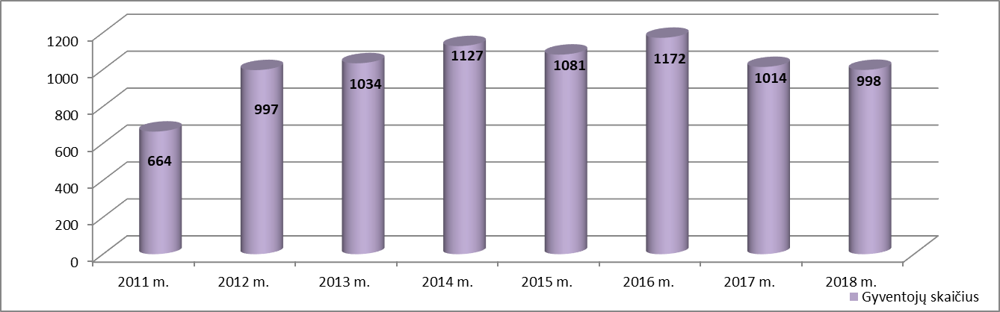 1200
1000
800
600
400
200
0
664
997
1034
1127
1081
1172
1014
998
2011 m.
2012 m.
2013 m.
2014 m.
2015 m.
2016 m.
2017 m.
2018 m.
Gyventojų skaičius